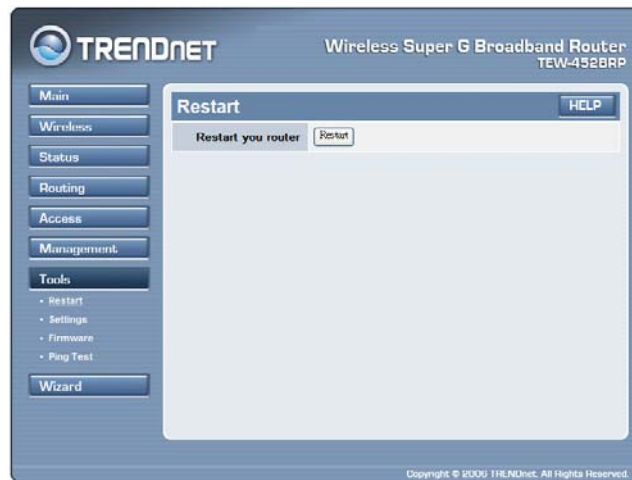 TRENDnet
Wireless Super G Broadband Router
TEW-452BRP
Main
Wireless
Status
Routing
Access
Management
Tools
• Restart
• Settings
• Firmware
• Ping Test
Wizard
Restart
HELP
Restart you router
Restart
Copyright © 2006 TRENDnet. All Rights Reserved.